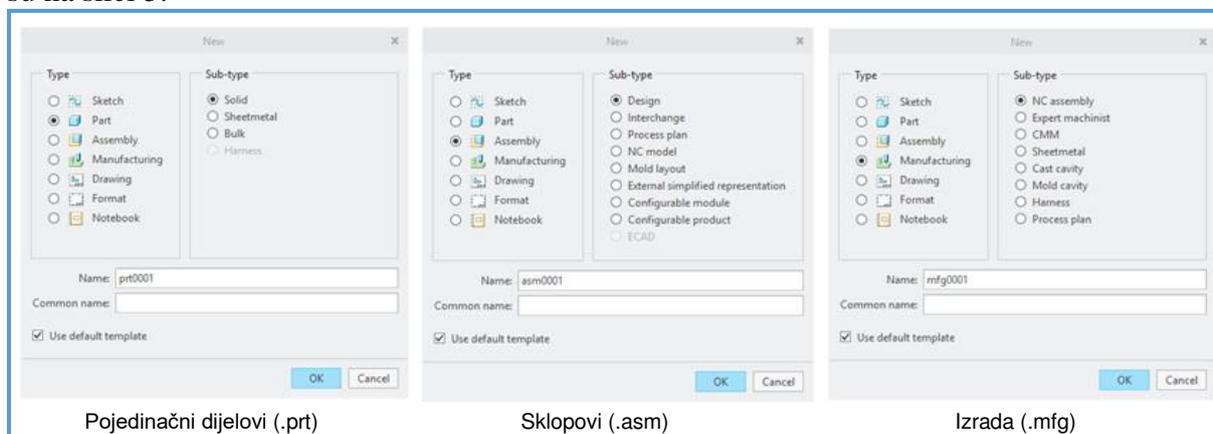 New
Type
Sketch
Part
Assembly
Manufacturing
Drawing
Format
Notebook
Sub-type
Solid
Sheetmetal
Bulk
Harness
Name: prt0001
Common name:
Use default template
OK Cancel
Pojedinačni dijelovi (.prt)
New
Type
Sketch
Part
Assembly
Manufacturing
Drawing
Format
Notebook
Sub-type
Design
Interchange
Process plan
NC model
Mold layout
External simplified representation
Configurable module
Configurable product
ECAD
Name: asm0001
Common name:
Use default template
OK Cancel
Sklopovi (.asm)
New
Type
Sketch
Part
Assembly
Manufacturing
Drawing
Format
Notebook
Sub-type
NC assembly
Expert machinist
CMM
Sheetmetal
Cast cavity
Mold cavity
Harness
Process plan
Name: mfg0001
Common name:
Use default template
OK Cancel
Izrada (.mfg)